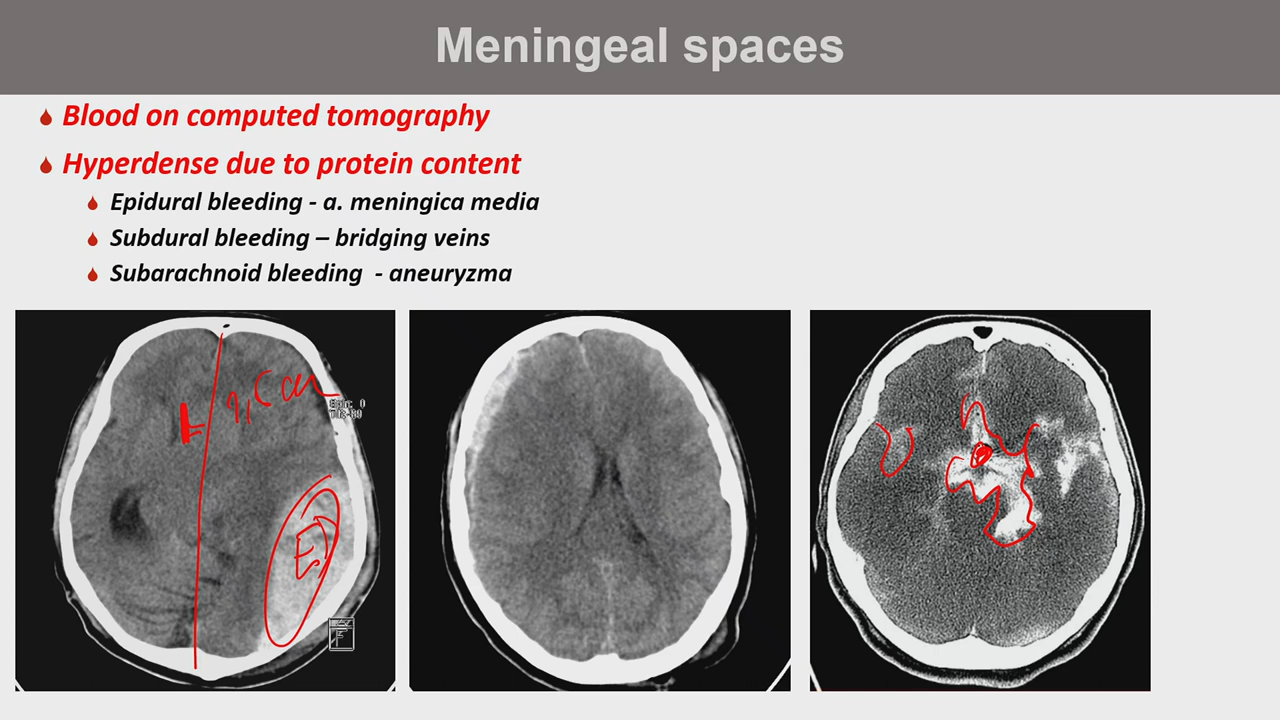 Meningeal spaces
Blood on computed tomography
Hyperdense due to protein content
Epidural bleeding - a. meningica media
Subdural bleeding – bridging veins
Subarachnoid bleeding - aneuryzma
E
F